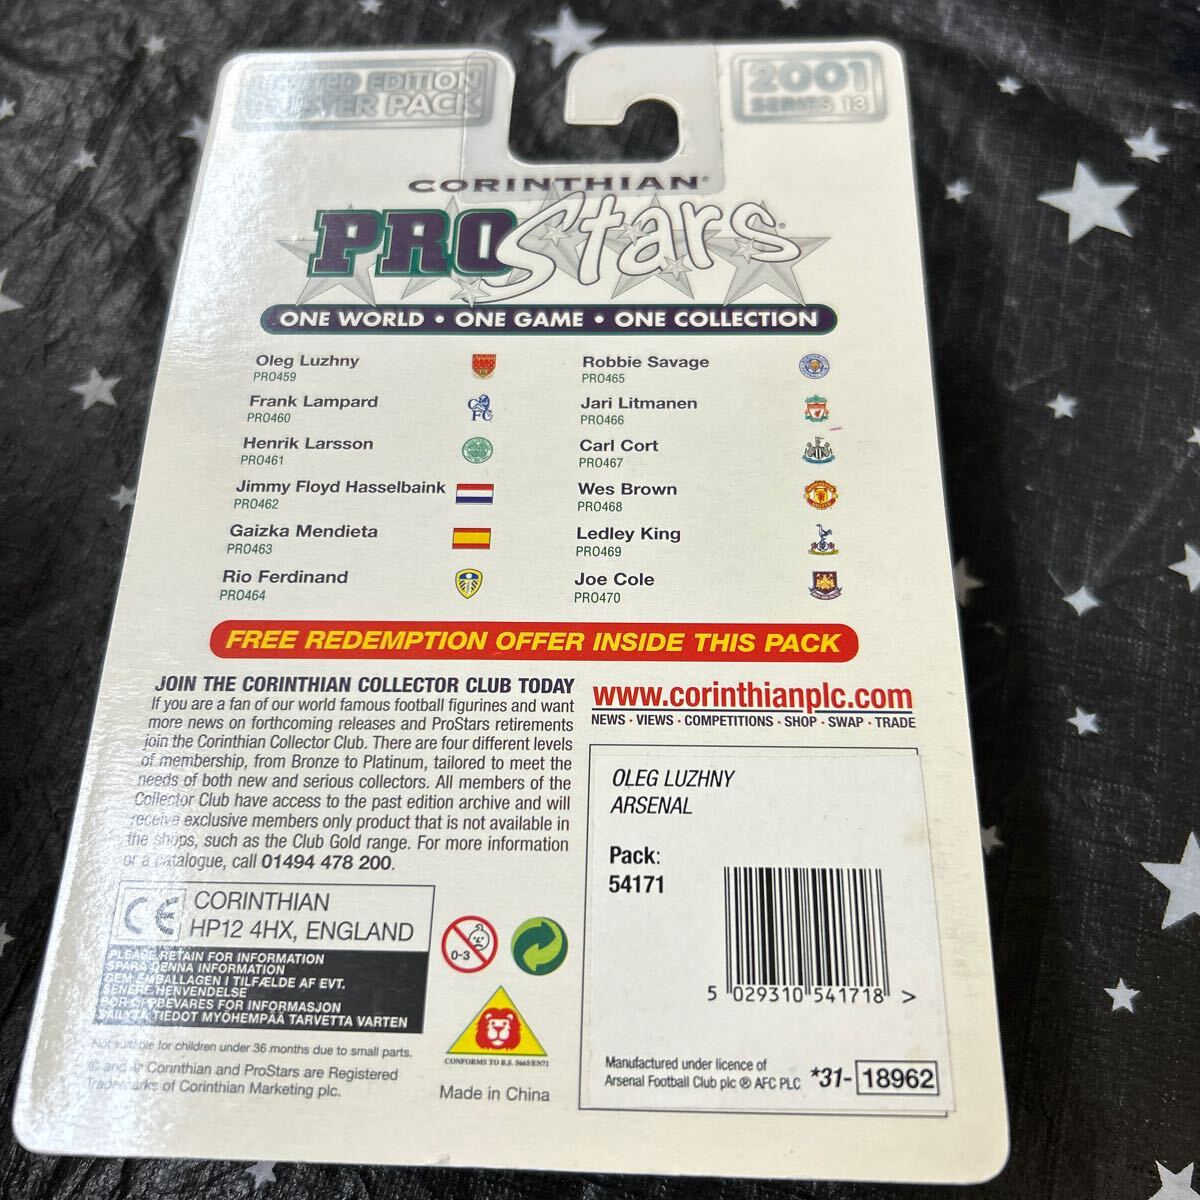 LIMITED EDITION
BOOSTER PACK
2001
SERIES 13
CORINTHIAN®
PROStars®
ONE WORLD • ONE GAME • ONE COLLECTION
Oleg Luzhny
PRO459
Frank Lampard
PRO460
Henrik Larsson
PRO461
Jimmy Floyd Hasselbaink
PRO462
Gaizka Mendieta
PRO463
Rio Ferdinand
PRO464
Robbie Savage
PRO465
Jari Litmanen
PRO466
Carl Cort
PRO467
Wes Brown
PRO468
Ledley King
PRO469
Joe Cole
PRO470
FREE REDEMPTION OFFER INSIDE THIS PACK
JOIN THE CORINTHIAN COLLECTOR CLUB TODAY
If you are a fan of our world famous football figurines and want
more news on forthcoming releases and ProStars retirements
join the Corinthian Collector Club. There are four different levels
of membership, from Bronze to Platinum, tailored to meet the
needs of both new and serious collectors. All members of the
Collector Club have access to the past edition archive and will
receive exclusive members only product that is not available in
the shops, such as the Club Gold range. For more information
or a catalogue, call 01494 478 200.
www.corinthianplc.com
NEWS • VIEWS • COMPETITIONS • SHOP • SWAP • TRADE
CE
CORINTHIAN
HP12 4HX, ENGLAND
PLEASE RETAIN FOR INFORMATION
SPARA DENNA INFORMATION
GEM EMBALLAGEN I TILFÆLDE AF EVT.
SENERE HENVENDELSE
BØR OPPBEVARES FOR INFORMASJON
SÄILYTÄ TIEDOT MYÖHEMPÄÄ TARVETTA VARTEN
Not suitable for children under 36 months due to small parts.
© and ® Corinthian and ProStars are Registered
Trademarks of Corinthian Marketing plc.
0-3
CONFORMS TO B.S. 5665/EN71
Made in China
OLEG LUZHNY
ARSENAL
Pack:
54171
5 029310 541718 >
Manufactured under licence of
Arsenal Football Club plc ® AFC PLC
*31- 18962